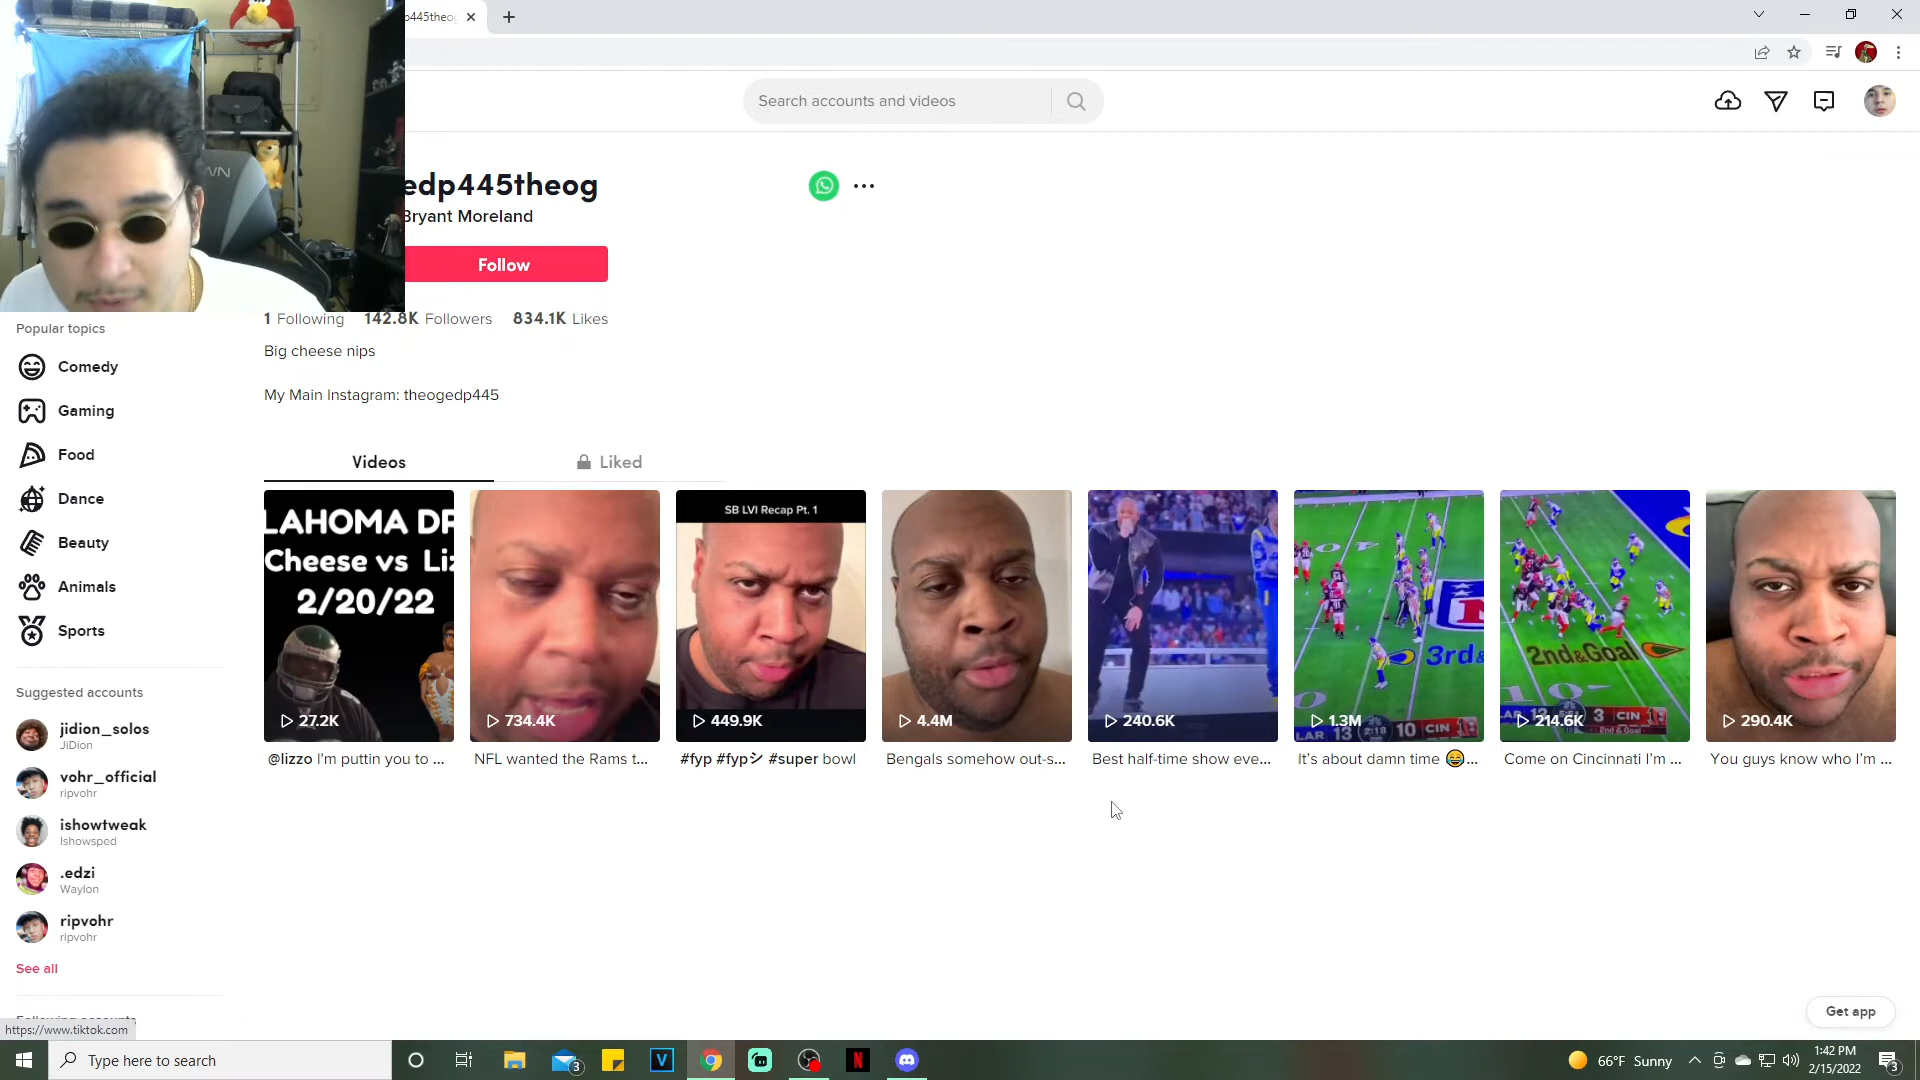 p445theo
Search accounts and videos
edp445theog
Bryant Moreland
Follow
1 Following 142.8K Followers 834.1K Likes
Big cheese nips
My Main Instagram: theogedp445
Videos
Liked
Popular topics
Comedy
Gaming
Food
Dance
Beauty
Animals
Sports
Suggested accounts
jidion_solos
JiDion
vohr_official
ripvohr
ishowtweak
Ishowsped
.edzi
Waylon
ripvohr
ripvohr
See all
LAHOMA DR
Cheese vs Liz
2/20/22
27.2K
@lizzo I'm puttin you to ...
734.4K
NFL wanted the Rams t...
SB LVI Recap Pt. 1
449.9K
#fyp #fypシ #super bowl
4.4M
Bengals somehow out-s...
240.6K
Best half-time show eve...
3rd&
1.3M
LAR 13 2:18 10 CIN
It's about damn time 😂...
2nd&Goal
214.6K
3 CIN
2nd & Goal
Come on Cincinnati I'm ...
290.4K
You guys know who I'm ...
Get app
https://www.tiktok.com
Type here to search
3
66°F Sunny
1:42 PM
2/15/2022
3